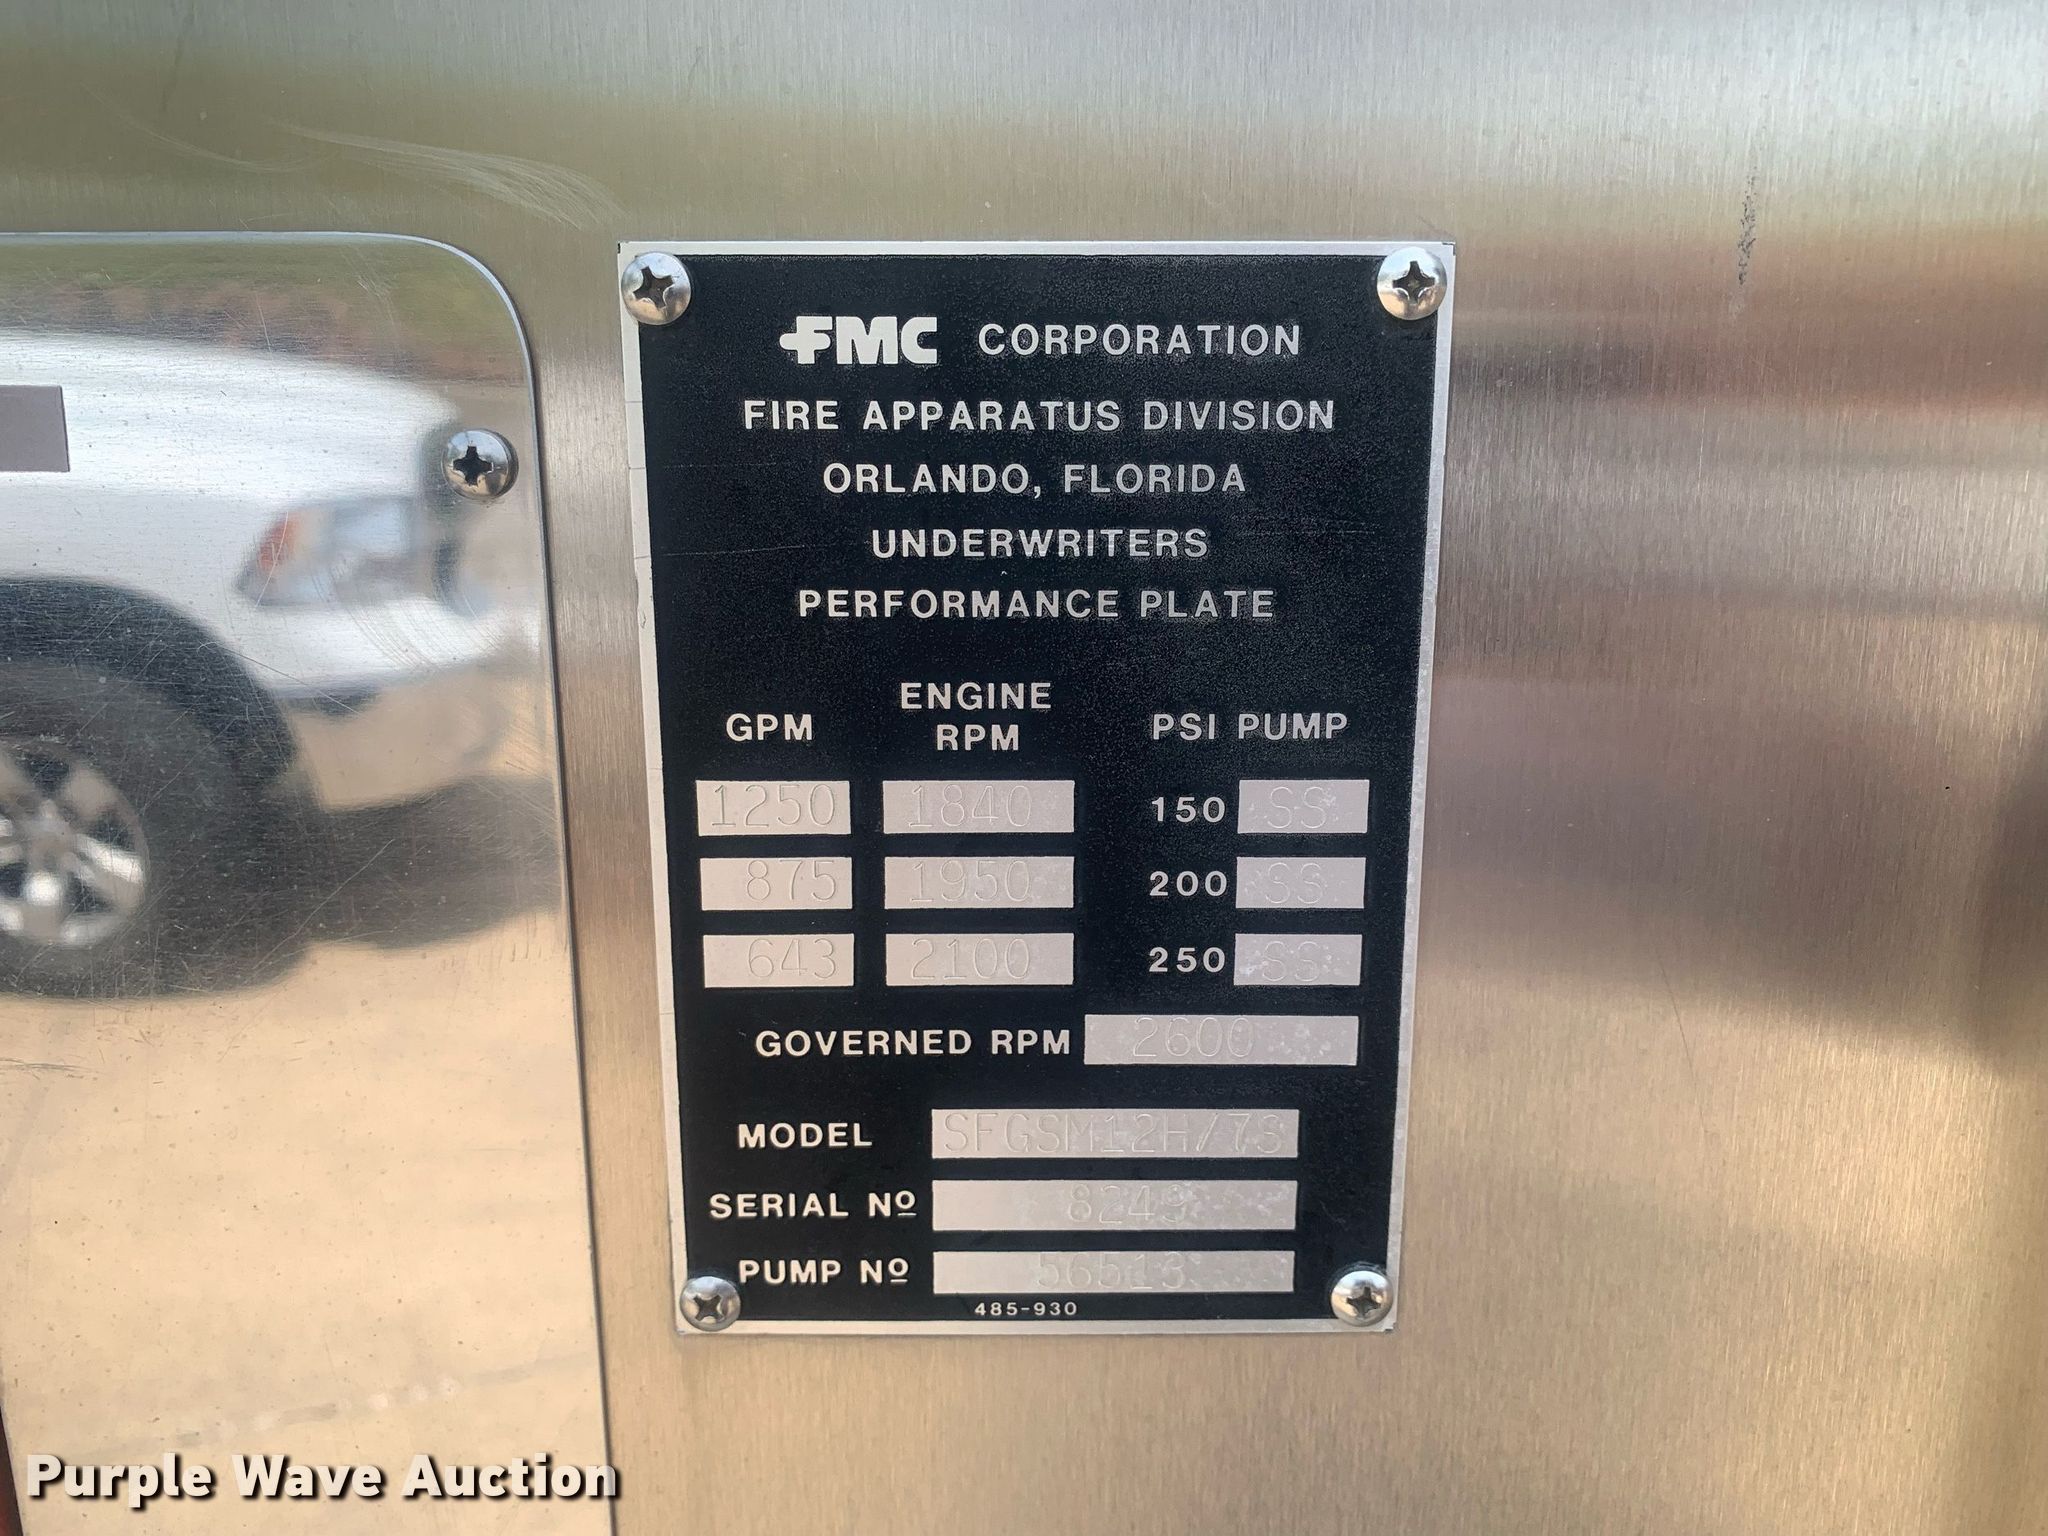 FMC CORPORATION
FIRE APPARATUS DIVISION
ORLANDO, FLORIDA
UNDERWRITERS
PERFORMANCE PLATE
GPM ENGINE RPM PSI PUMP
1250 1840 150 SS
875 1950 200 SS
643 2100 250 SS
GOVERNED RPM 2600
MODEL SFGSM12H/7S
SERIAL Nº 8249
PUMP Nº 56513
485-930
Purple Wave Auction